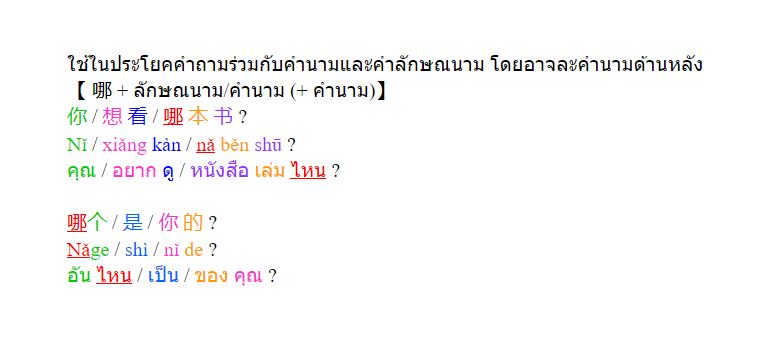 ใช้ในประโยคคำถามร่วมกับคำนามและคำลักษณนาม โดยอาจละคำนามด้านหลัง
【 哪 + ลักษณนาม/คำนาม (+ คำนาม)】
你 / 想 看 / 哪 本 书 ?
Nǐ / xiǎng kàn / nǎ běn shū ?
คุณ / อยาก ดู / หนังสือ เล่ม ไหน ?
哪个 / 是 / 你 的 ?
Nǎge / shì / nǐ de ?
อัน ไหน / เป็น / ของ คุณ ?